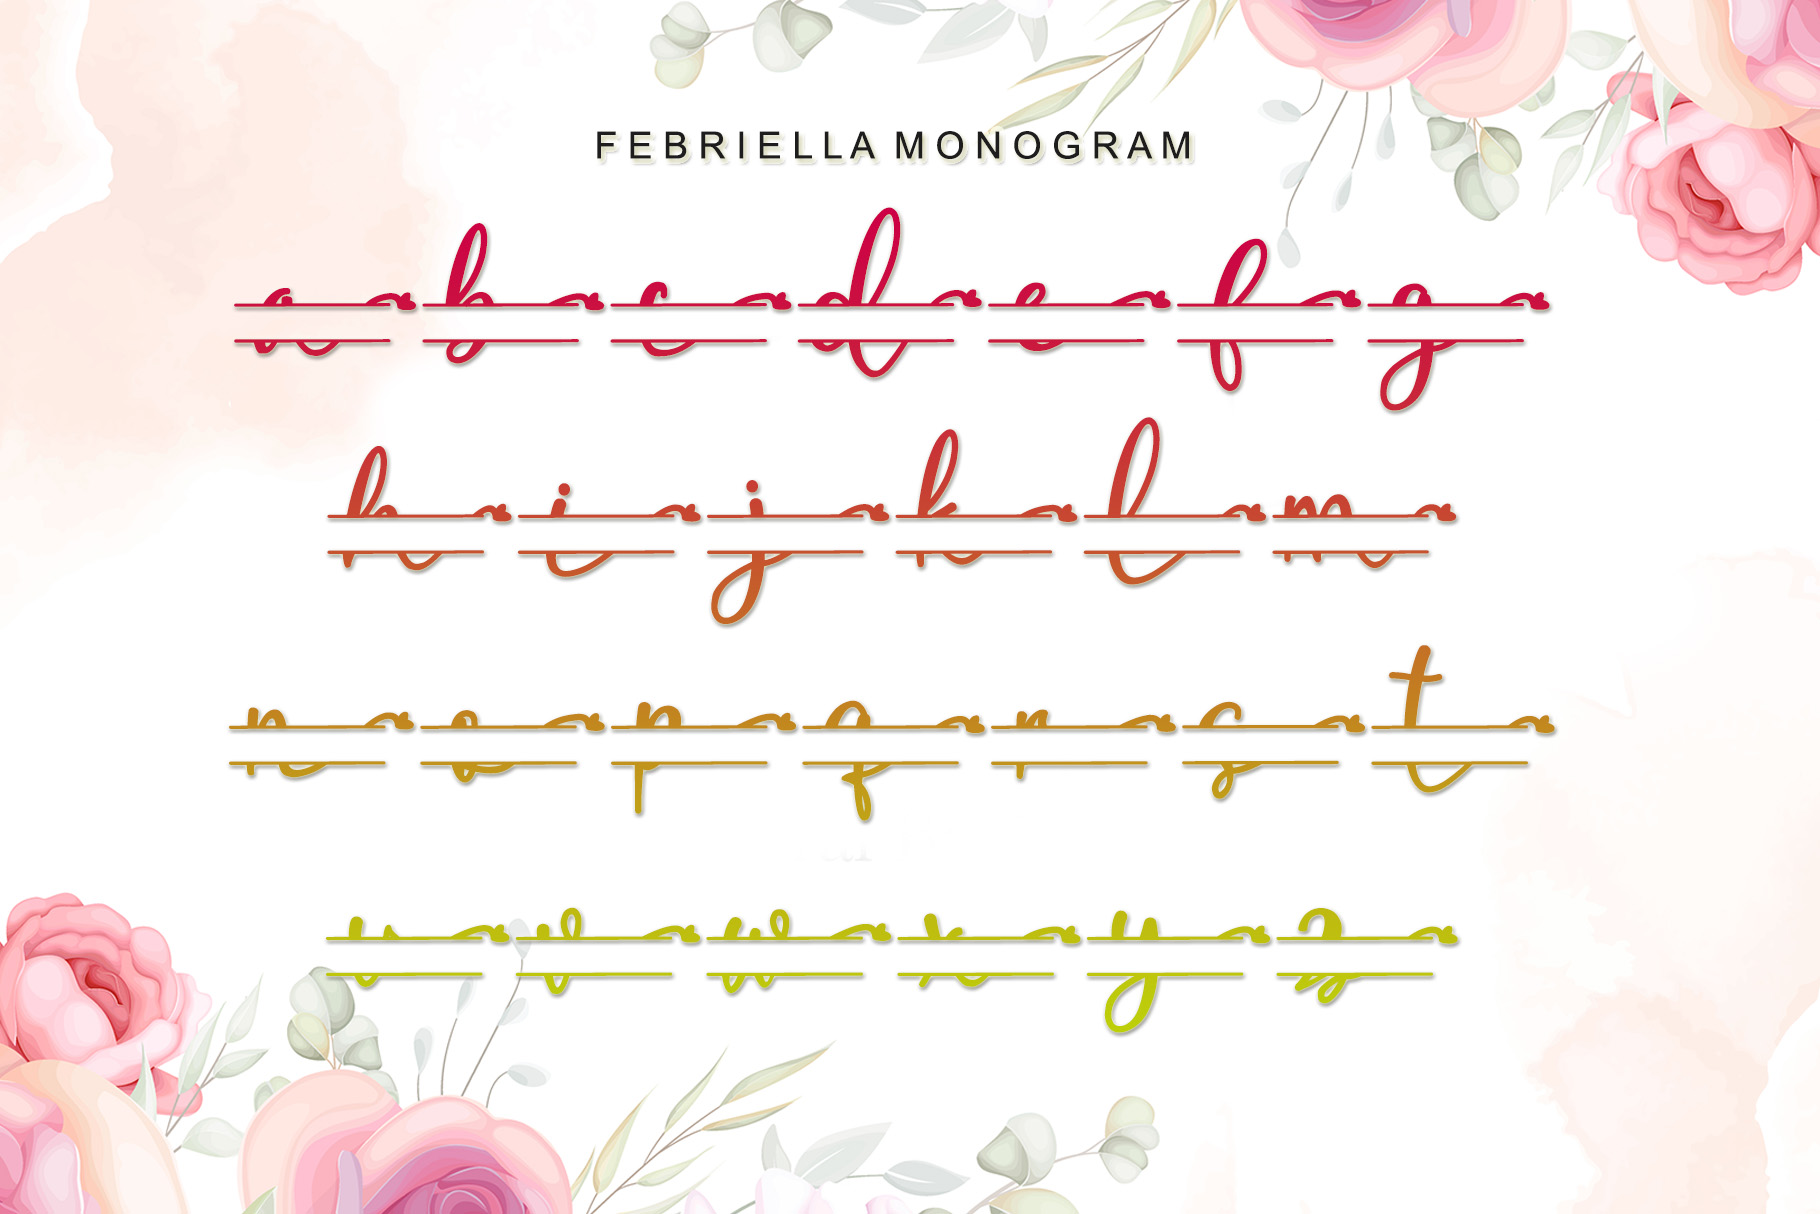 FEBRIELLA MONOGRAM
a b c d e f g
h i j k l m
n o p q r s t
u v w x y z